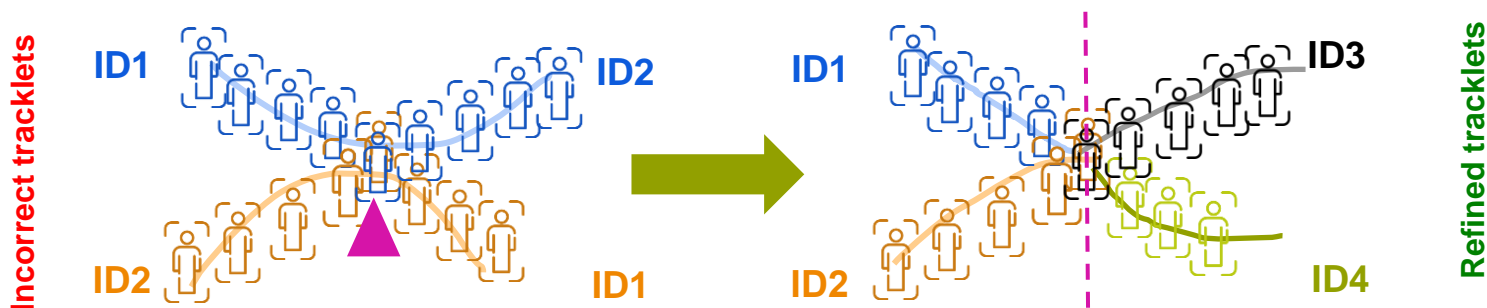 Incorrect tracklets
ID1
ID2
ID2
ID1
ID1
ID3
ID2
ID4
Refined tracklets